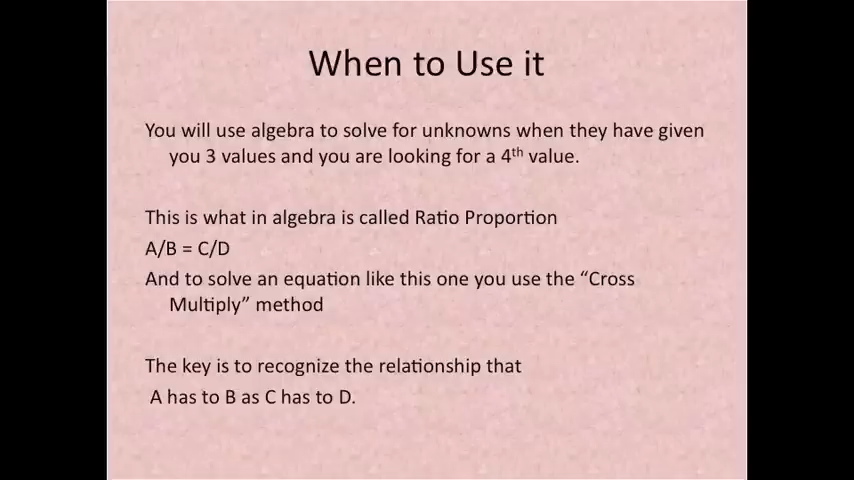 When to Use it
You will use algebra to solve for unknowns when they have given
you 3 values and you are looking for a 4th value.
This is what in algebra is called Ratio Proportion
A/B = C/D
And to solve an equation like this one you use the “Cross
Multiply” method
The key is to recognize the relationship that
A has to B as C has to D.